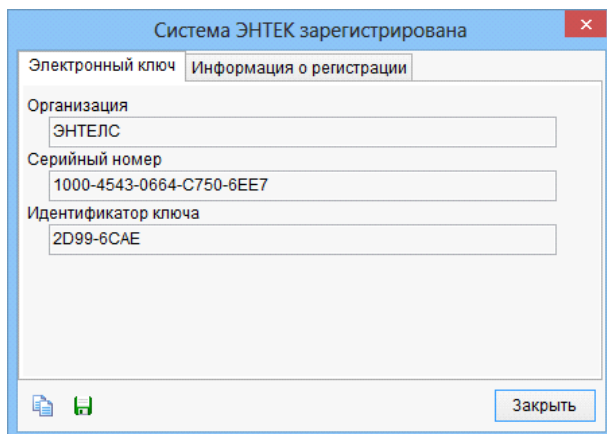 Система ЭНТЕК зарегистрирована
Электронный ключ Информация о регистрации
Организация
ЭНТЕЛС
Серийный номер
1000-4543-0664-C750-6EE7
Идентификатор ключа
2D99-6CAE
Закрыть